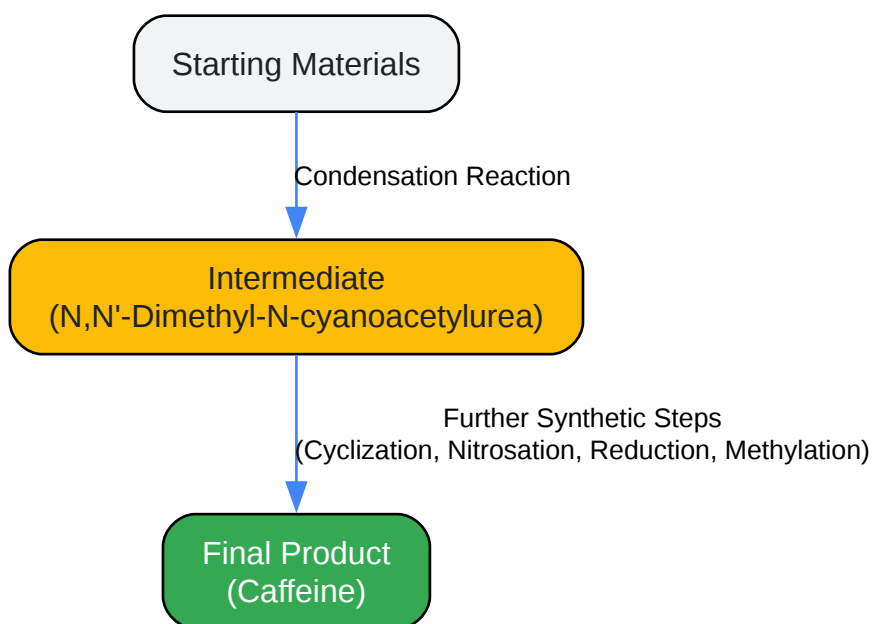 Starting Materials
Condensation Reaction
Intermediate
(N,N'-Dimethyl-N-cyanoacetylurea)
Further Synthetic Steps
(Cyclization, Nitrosation, Reduction, Methylation)
Final Product
(Caffeine)